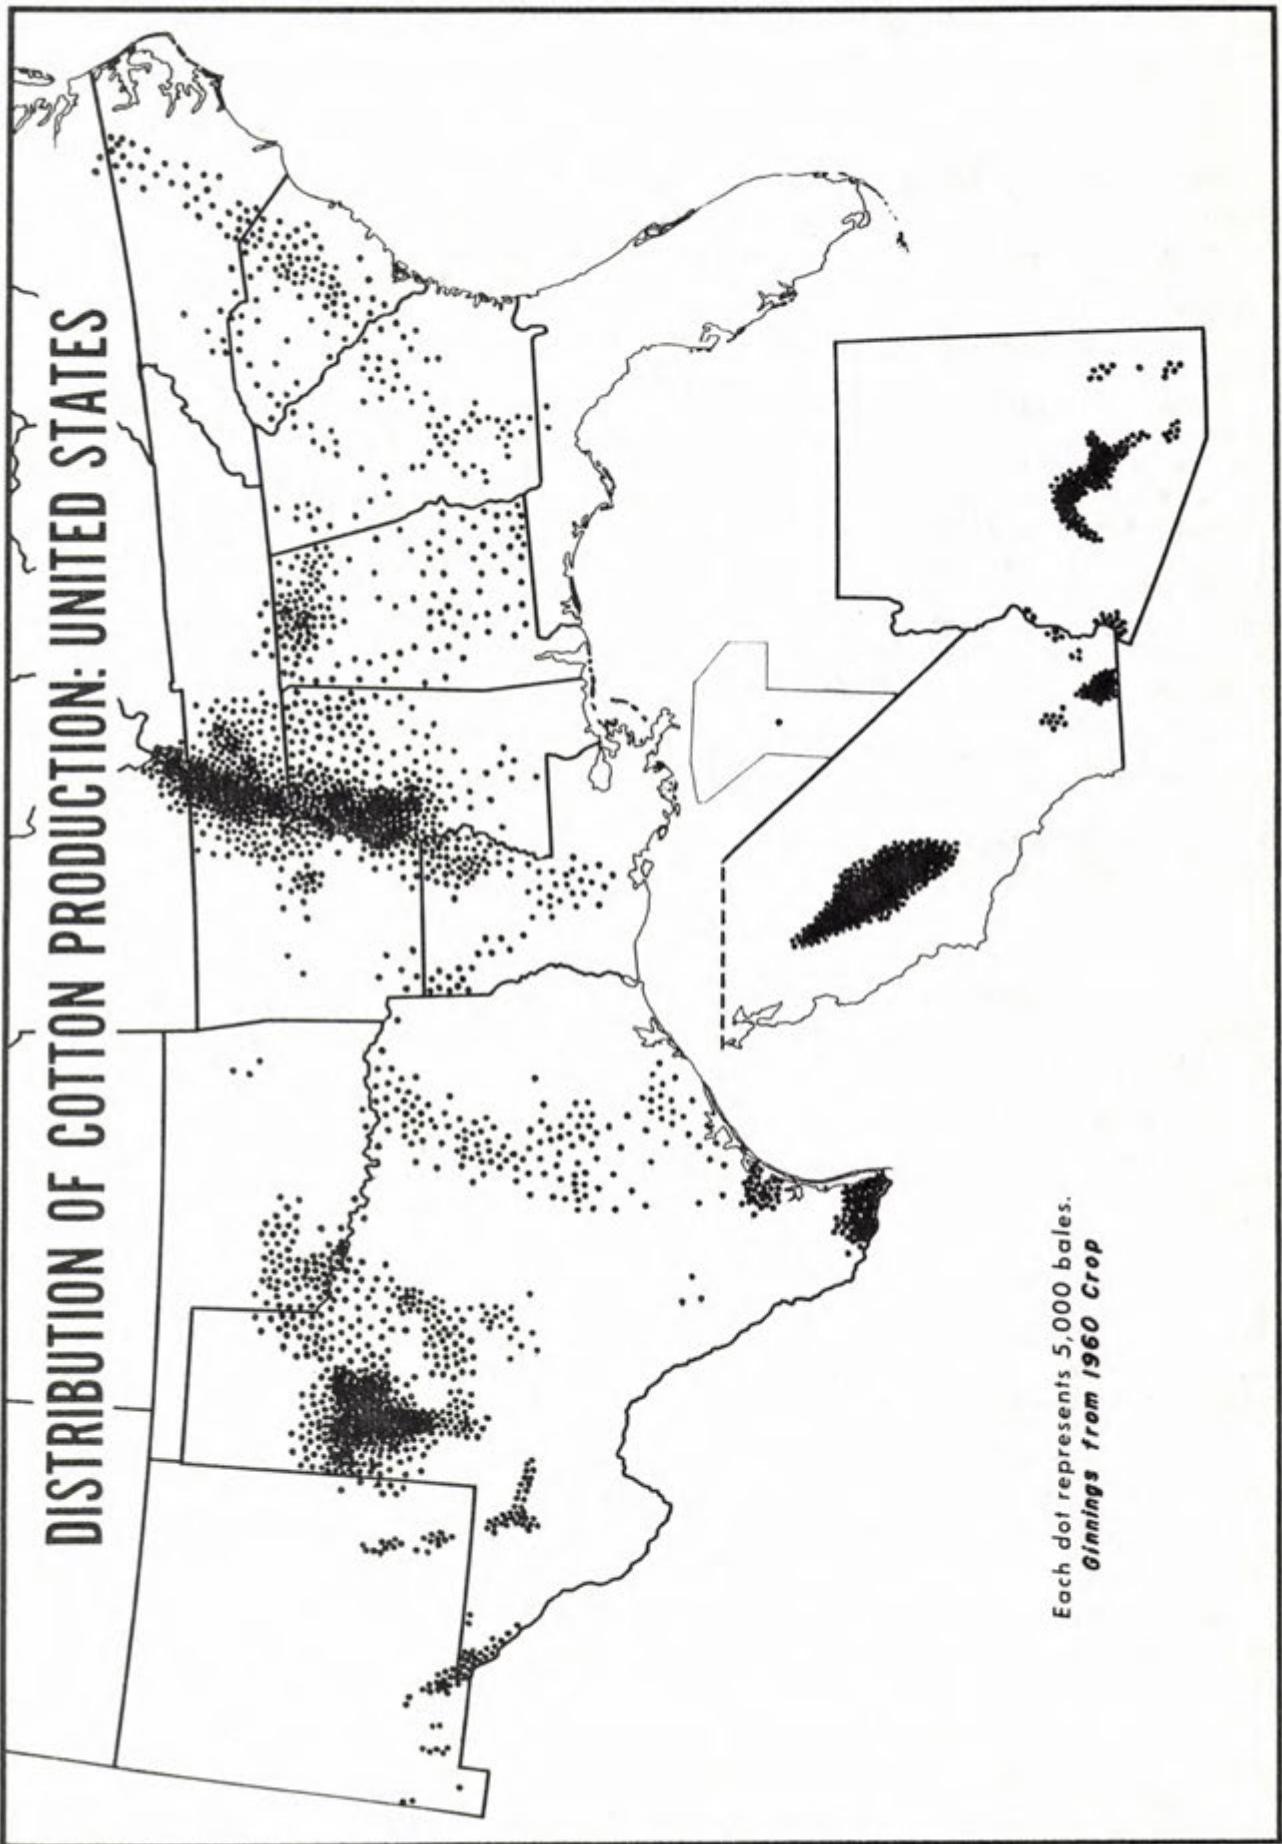 DISTRIBUTION OF COTTON PRODUCTION: UNITED STATES
Each dot represents 5,000 bales.
Ginnings from 1960 Crop